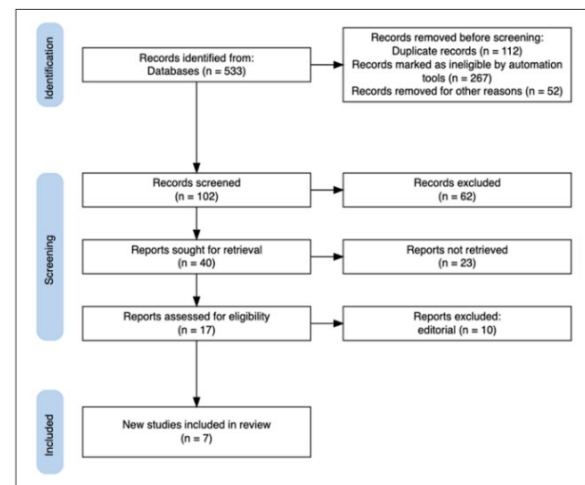 Identification
Records identified from:
Databases (n = 533)
Records removed before screening:
Duplicate records (n = 112)
Records marked as ineligible by automation
tools (n = 267)
Records removed for other reasons (n = 52)
Screening
Records screened
(n = 102)
Records excluded
(n = 62)
Reports sought for retrieval
(n = 40)
Reports not retrieved
(n = 23)
Reports assessed for eligibility
(n = 17)
Reports excluded:
editorial (n = 10)
Included
New studies included in review
(n = 7)